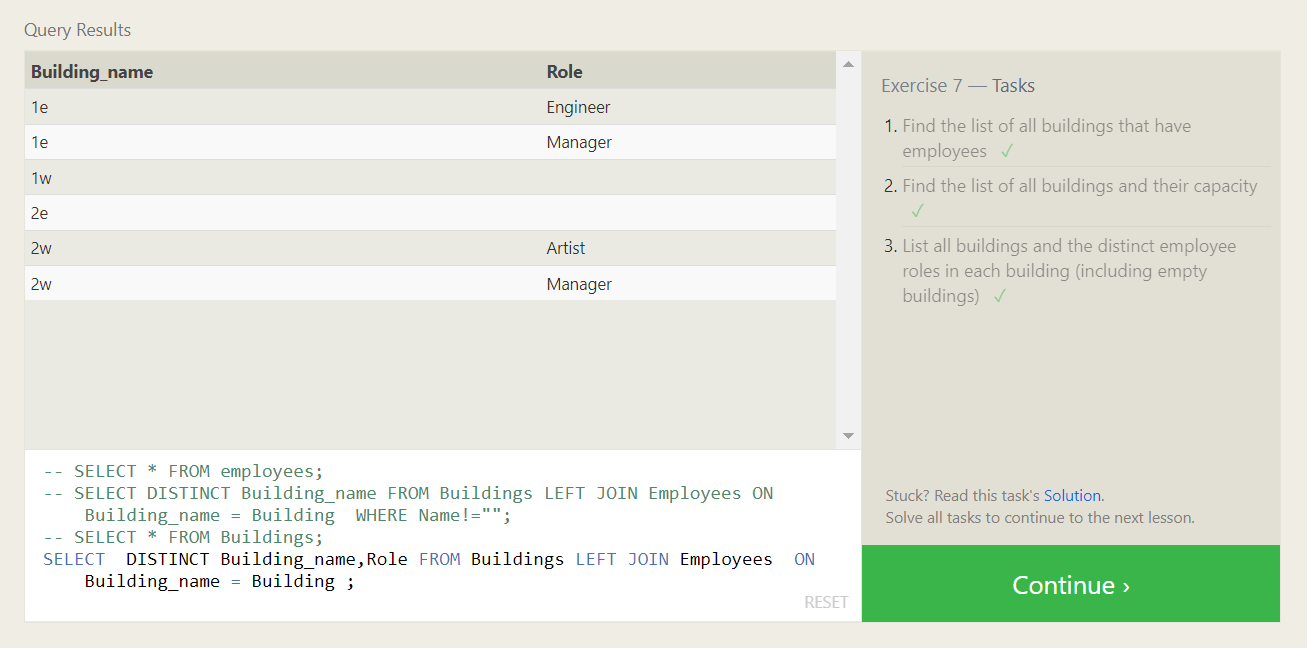 Query Results
Building_name Role
1e Engineer
1e Manager
1w
2e
2w Artist
2w Manager
-- SELECT * FROM employees;
-- SELECT DISTINCT Building_name FROM Buildings LEFT JOIN Employees ON
Building_name = Building  WHERE Name!="";
-- SELECT * FROM Buildings;
SELECT  DISTINCT Building_name,Role FROM Buildings LEFT JOIN Employees  ON
Building_name = Building ;
RESET
Exercise 7 — Tasks
1. Find the list of all buildings that have
employees ✓
2. Find the list of all buildings and their capacity
✓
3. List all buildings and the distinct employee
roles in each building (including empty
buildings) ✓
Stuck? Read this task's Solution.
Solve all tasks to continue to the next lesson.
Continue ›